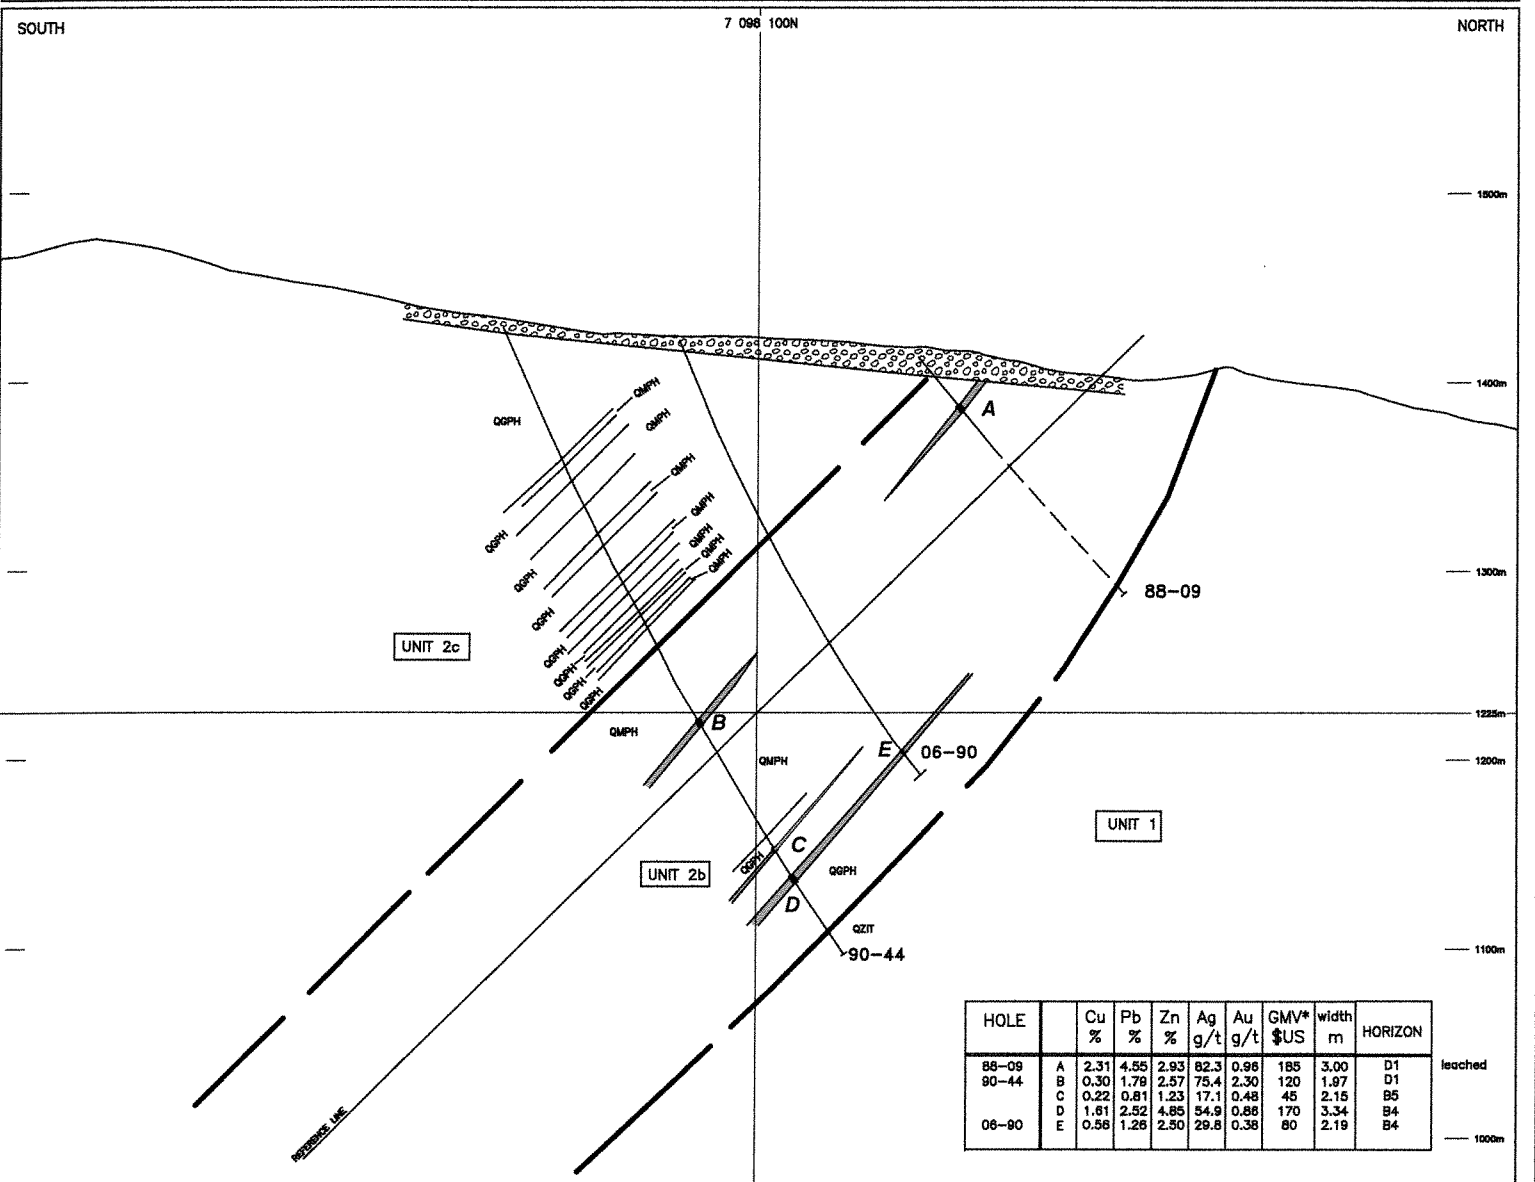 SOUTH
7 098 100N
NORTH
1500m
1400m
A
QMPH
QGPH
QMPH
QMPH
QMPH
QGPH
QMPH
QMPH
QMPH
QGPH
88-09
1300m
QGPH
UNIT 2c
QGPH
QGPH
QGPH
QGPH
1225m
B
QMPH
E
06-90
QMPH
1200m
UNIT 1
C
QGPH
UNIT 2b
QGPH
D
QZIT
90-44
1100m
HOLE Cu % Pb % Zn % Ag g/t Au g/t GMV* $US width m HORIZON
88-09 A 2.31 4.55 2.93 82.3 0.96 185 3.00 D1 leached
90-44 B 0.30 1.79 2.57 75.4 2.30 120 1.97 D1
C 0.22 0.81 1.23 17.1 0.48 45 2.15 B5
D 1.61 2.52 4.85 54.9 0.86 170 3.34 B4
06-90 E 0.56 1.26 2.50 29.8 0.38 80 2.19 B4
REFERENCE LINE
1000m